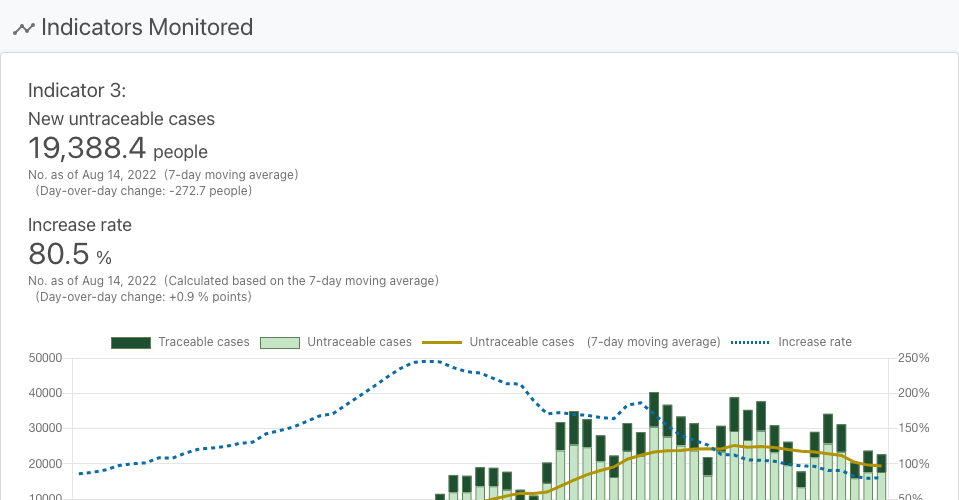 Indicators Monitored
Indicator 3:
New untraceable cases
19,388.4 people
No. as of Aug 14, 2022 (7-day moving average)
(Day-over-day change: -272.7 people)
Increase rate
80.5 %
No. as of Aug 14, 2022 (Calculated based on the 7-day moving average)
(Day-over-day change: +0.9 % points)
Traceable cases Untraceable cases Untraceable cases (7-day moving average) Increase rate
50000 250%
40000 200%
30000 150%
20000 100%
10000 50%